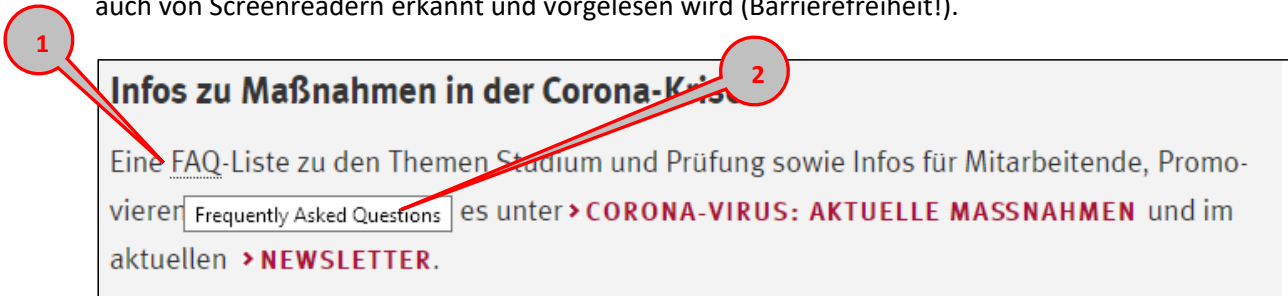 auch von Screenreadern erkannt und vorgelesen wird (Barrierefreiheit!).
1
2
Infos zu Maßnahmen in der Corona-Krise
Eine FAQ-Liste zu den Themen Studium und Prüfung sowie Infos für Mitarbeitende, Promo-
vieren Frequently Asked Questions es unter > CORONA-VIRUS: AKTUELLE MASSNAHMEN und im
aktuellen > NEWSLETTER.